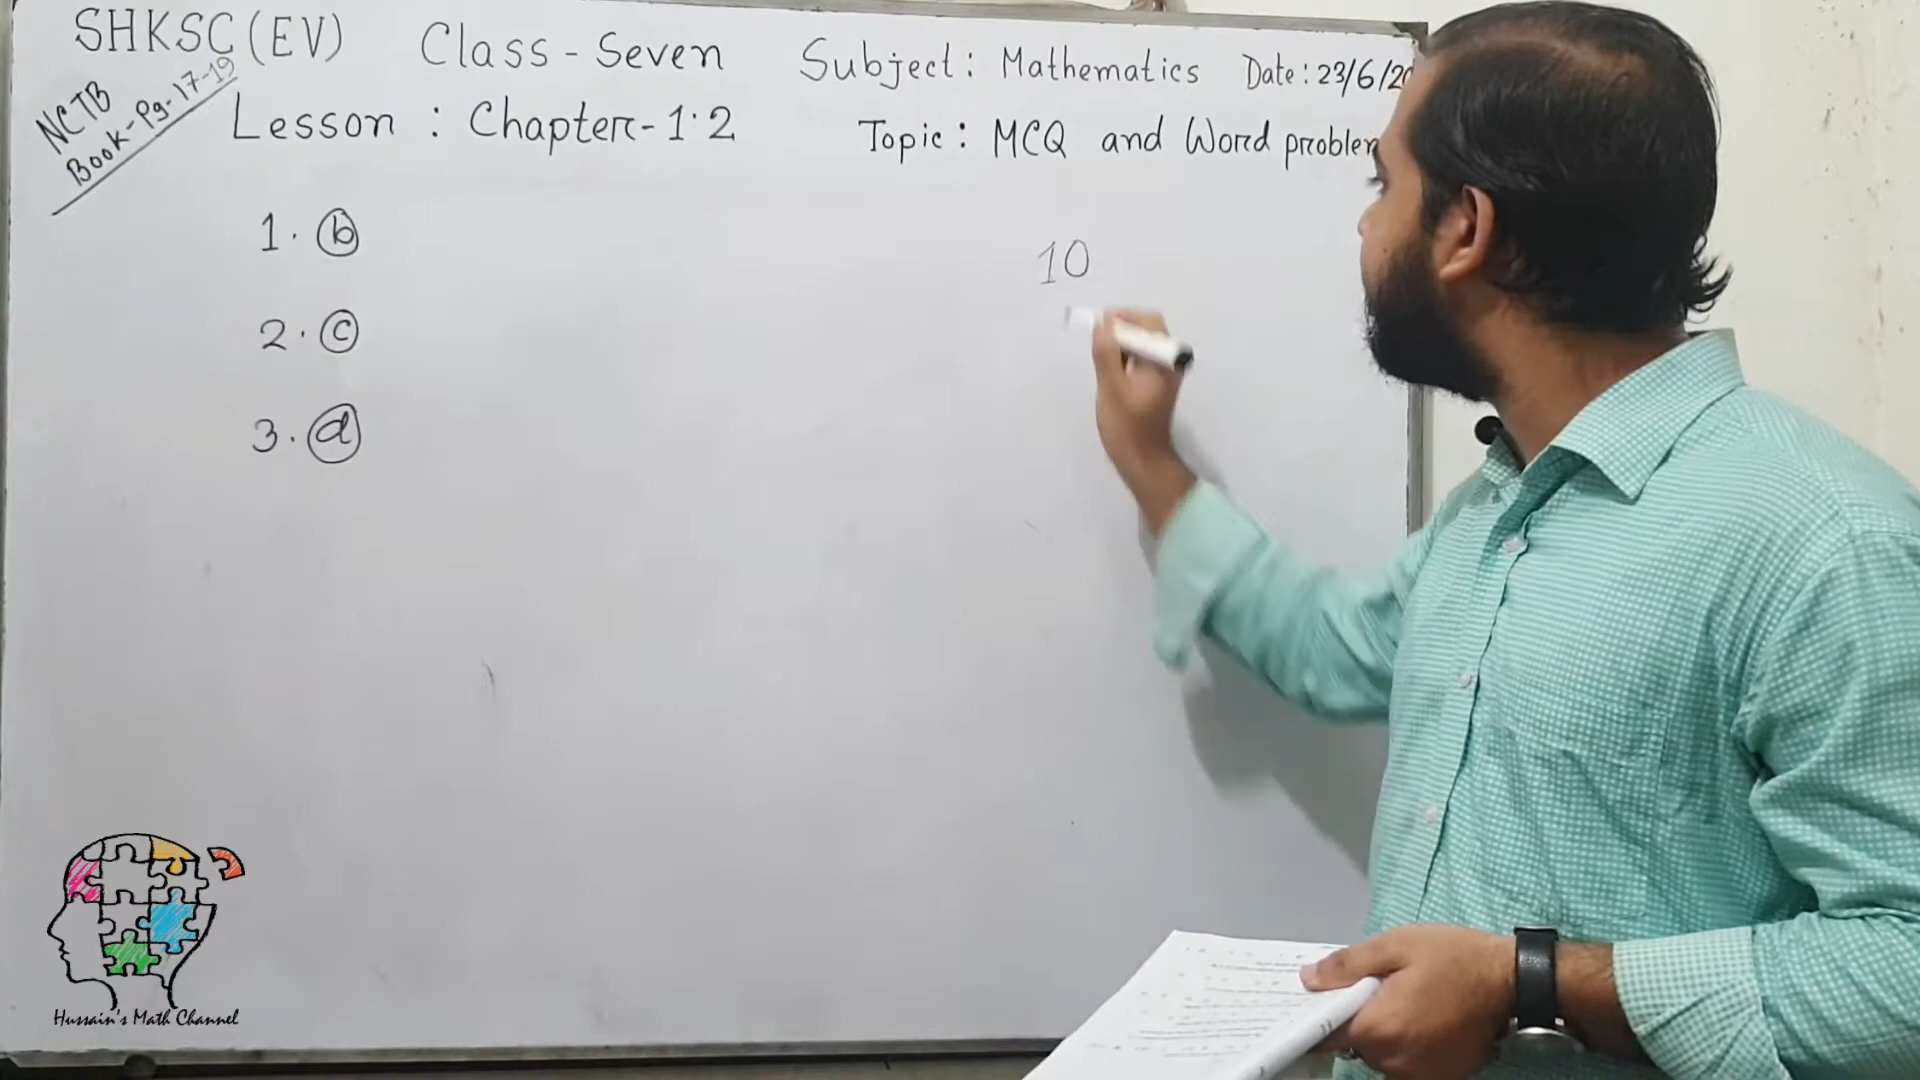 SHKSC (EV) Class - Seven Subject : Mathematics Date : 23/6/20
NCTB
Book - Pg - 17-19
Lesson : Chapter - 1.2 Topic : MCQ and Word problem
1. b
2. c
3. d
10
Hussain's Math Channel